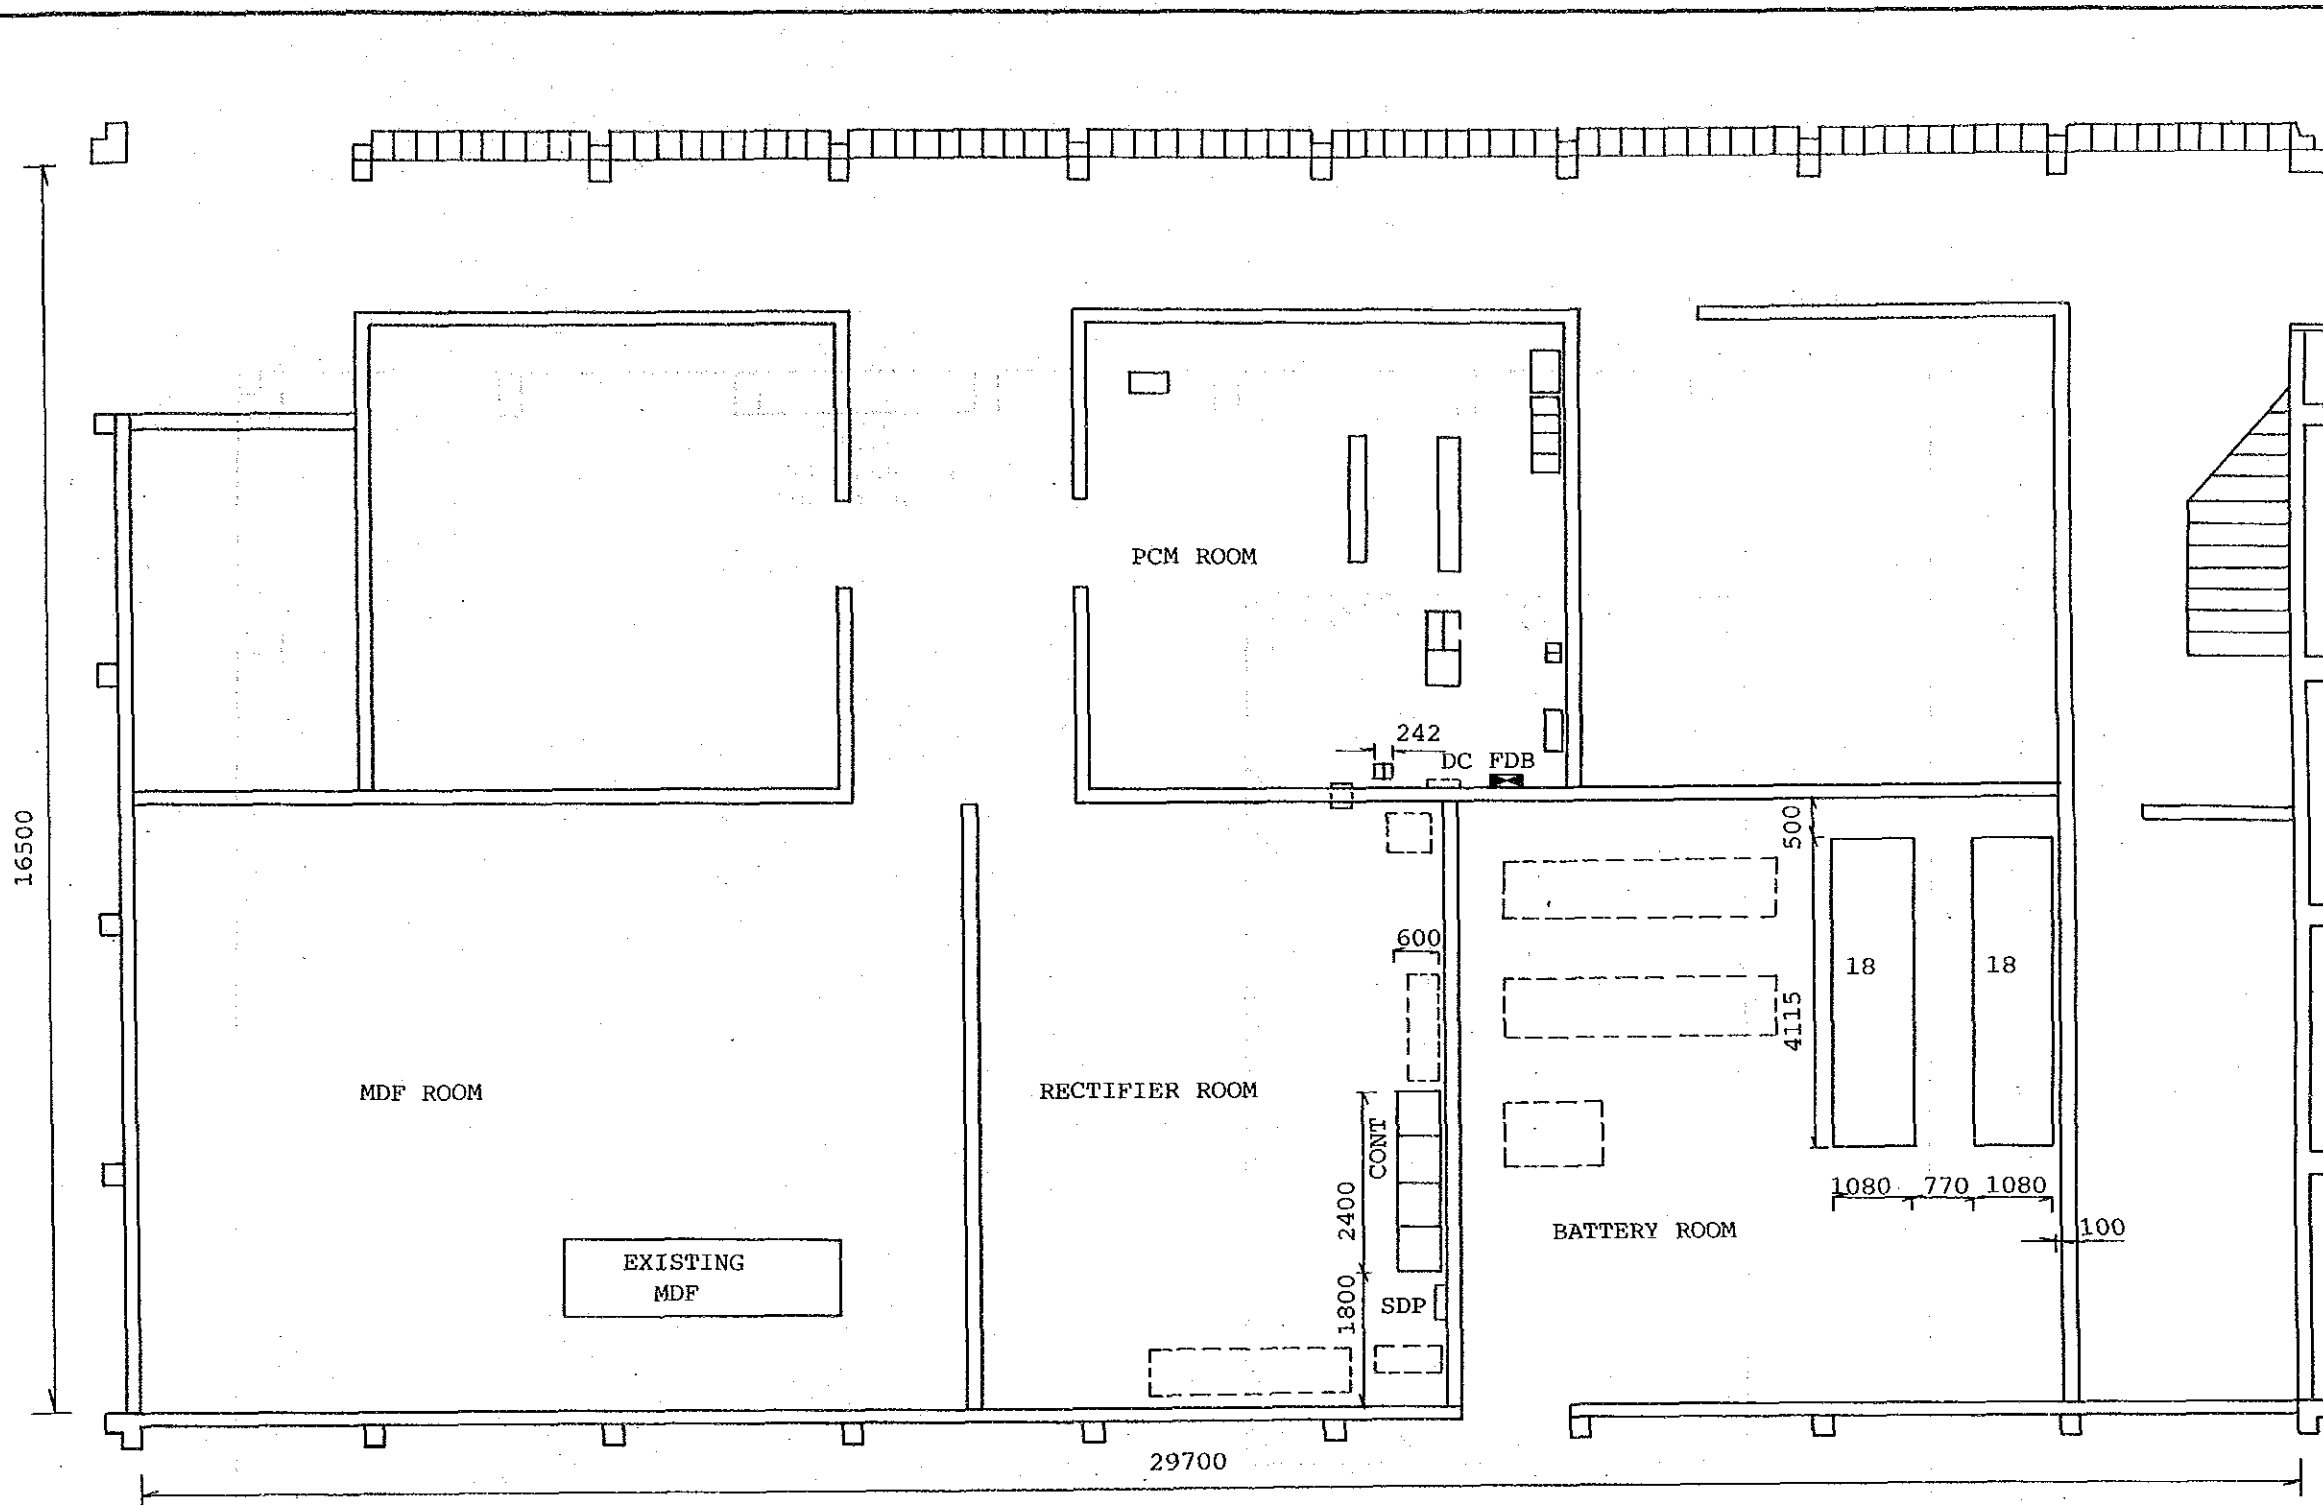 PCM ROOM
242
DC FDB
16500
500
600
18
18
4115
MDF ROOM
RECTIFIER ROOM
CONT
2400
1080
770
1080
BATTERY ROOM
100
EXISTING
MDF
1800
SDP
29700